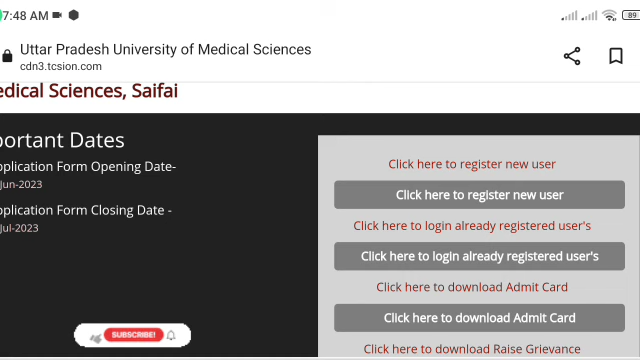 7:48 AM
89
Uttar Pradesh University of Medical Sciences
cdn3.tcsion.com
edical Sciences, Saifai
portant Dates
pplication Form Opening Date-
Jun-2023
pplication Form Closing Date -
Jul-2023
Click here to register new user
Click here to register new user
Click here to login already registered user's
Click here to login already registered user's
Click here to download Admit Card
Click here to download Admit Card
Click here to download Raise Grievance
SUBSCRIBE!